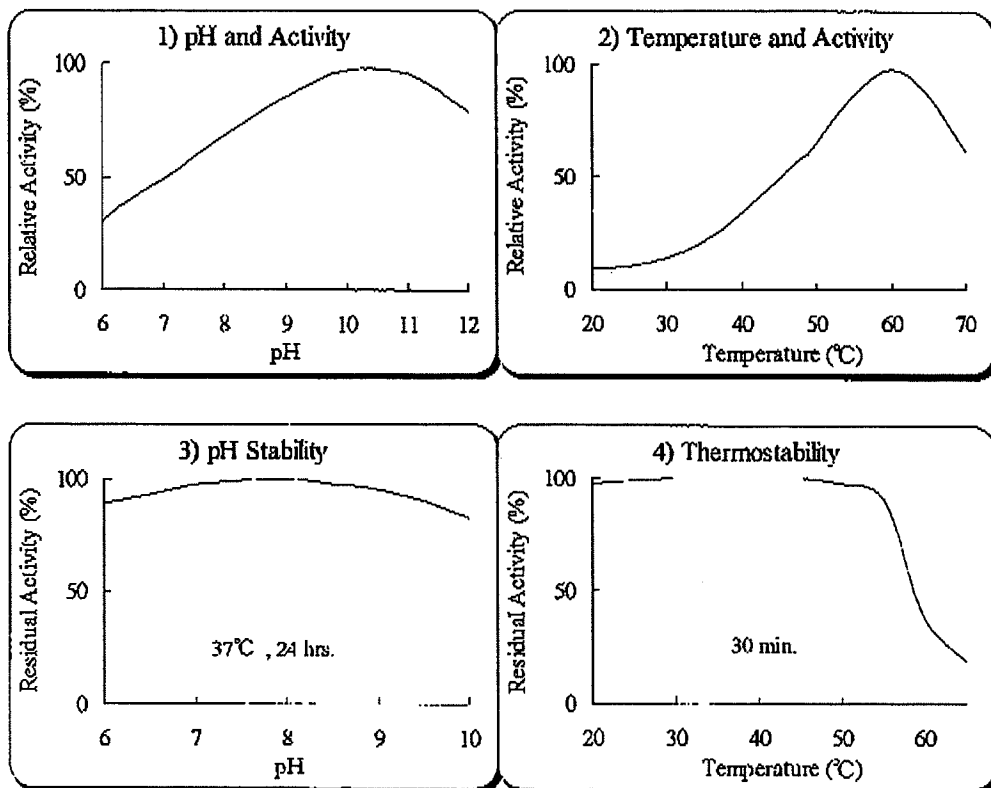 1) pH and Activity
Relative Activity (%)
100
50
0
6 7 8 9 10 11 12
pH
2) Temperature and Activity
Relative Activity (%)
100
50
0
20 30 40 50 60 70
Temperature (℃)
3) pH Stability
Residual Activity (%)
100
50
0
37℃ , 24 hrs.
6 7 8 9 10
pH
4) Thermostability
Residual Activity (%)
100
50
0
30 min.
20 30 40 50 60
Temperature (℃)